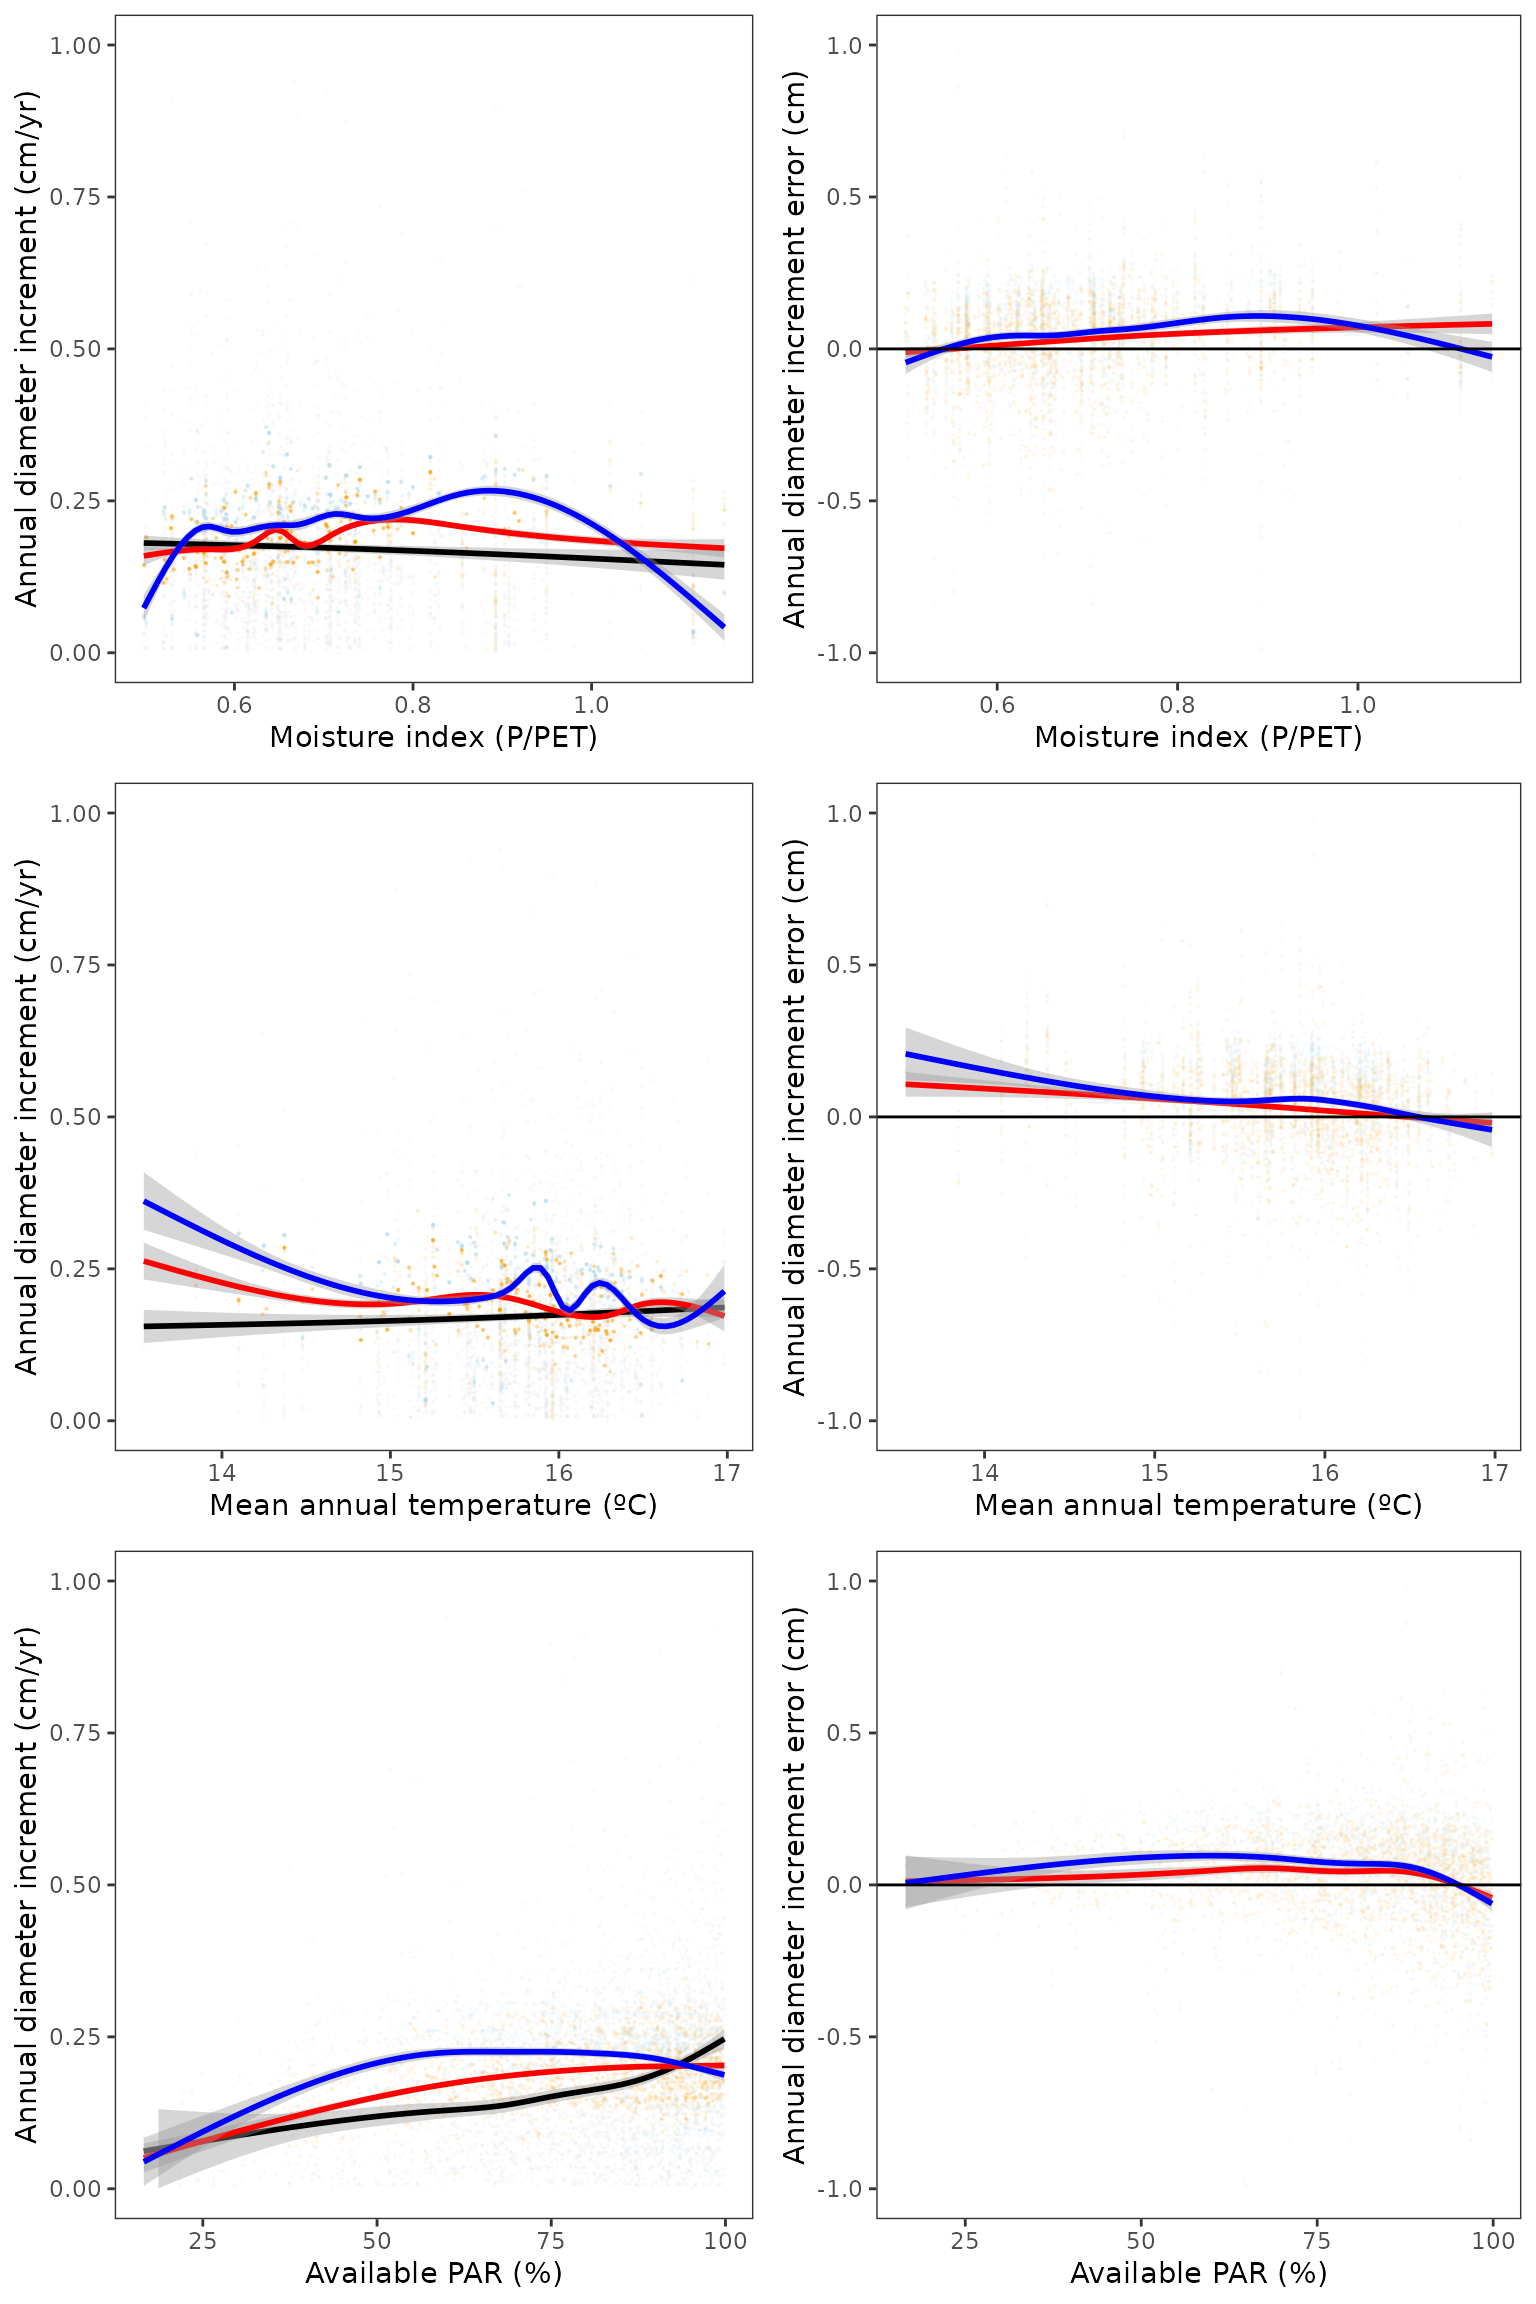 Annual diameter increment (cm/yr)
1.00
0.75
0.50
0.25
0.00
0.6 0.8 1.0
Moisture index (P/PET)
Annual diameter increment error (cm)
1.0
0.5
0.0
-0.5
-1.0
0.6 0.8 1.0
Moisture index (P/PET)
Annual diameter increment (cm/yr)
1.00
0.75
0.50
0.25
0.00
14 15 16 17
Mean annual temperature (ºC)
Annual diameter increment error (cm)
1.0
0.5
0.0
-0.5
-1.0
14 15 16 17
Mean annual temperature (ºC)
Annual diameter increment (cm/yr)
1.00
0.75
0.50
0.25
0.00
25 50 75 100
Available PAR (%)
Annual diameter increment error (cm)
1.0
0.5
0.0
-0.5
-1.0
25 50 75 100
Available PAR (%)